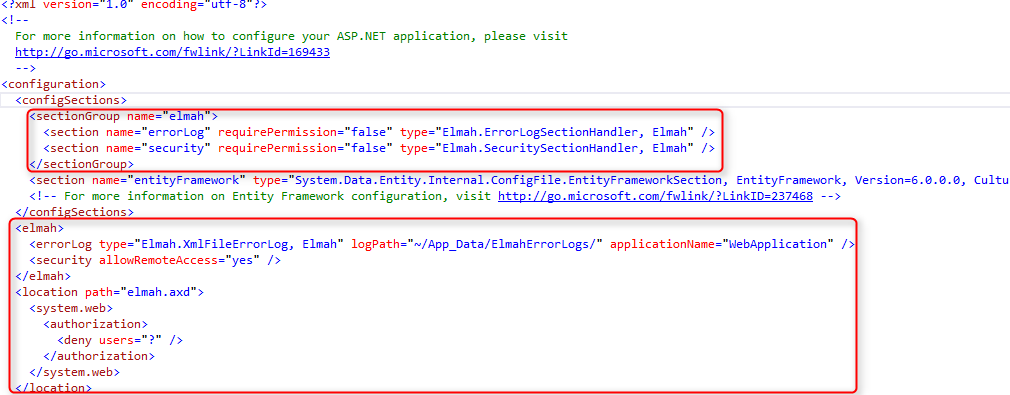 <?xml version="1.0" encoding="utf-8"?>
<!--
For more information on how to configure your ASP.NET application, please visit
http://go.microsoft.com/fwlink/?LinkId=169433
-->
<configuration>
<configSections>
<sectionGroup name="elmah">
<section name="errorLog" requirePermission="false" type="Elmah.ErrorLogSectionHandler, Elmah" />
<section name="security" requirePermission="false" type="Elmah.SecuritySectionHandler, Elmah" />
</sectionGroup>
<section name="entityFramework" type="System.Data.Entity.Internal.ConfigFile.EntityFrameworkSection, EntityFramework, Version=6.0.0.0, Cultu
<!-- For more information on Entity Framework configuration, visit http://go.microsoft.com/fwlink/?LinkID=237468 -->
</configSections>
<elmah>
<errorLog type="Elmah.XmlFileErrorLog, Elmah" logPath="~/App_Data/ElmahErrorLogs/" applicationName="WebApplication" />
<security allowRemoteAccess="yes" />
</elmah>
<location path="elmah.axd">
<system.web>
<authorization>
<deny users="?" />
</authorization>
</system.web>
</location>